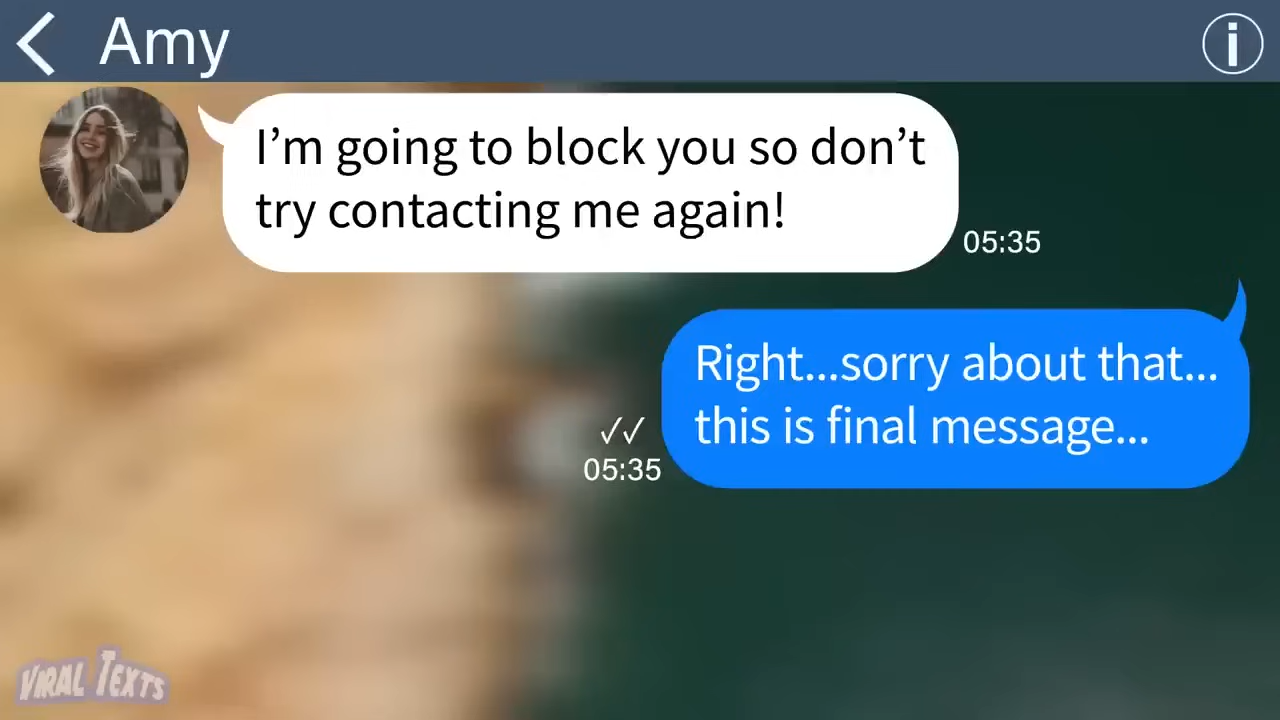 Amy
I’m going to block you so don’t
try contacting me again!
05:35
Right...sorry about that...
this is final message...
05:35
VIRAL TEXTS